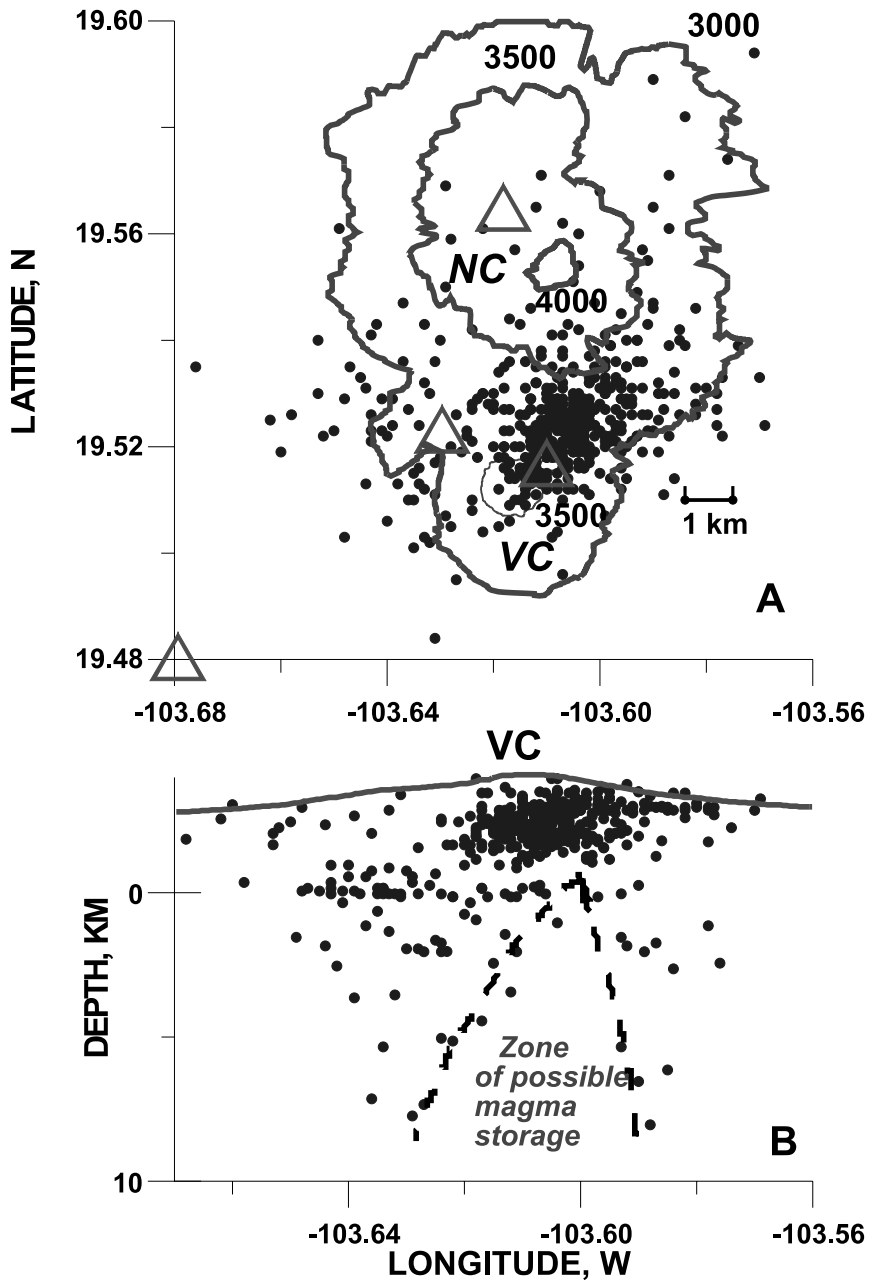 19.60
3000
3500
19.56
NC
4000
LATITUDE, N
19.52
3500
1 km
VC
A
19.48
-103.68
-103.64
-103.60
-103.56
VC
0
DEPTH, KM
Zone
of possible
magma
storage
B
10
-103.64
-103.60
-103.56
LONGITUDE, W